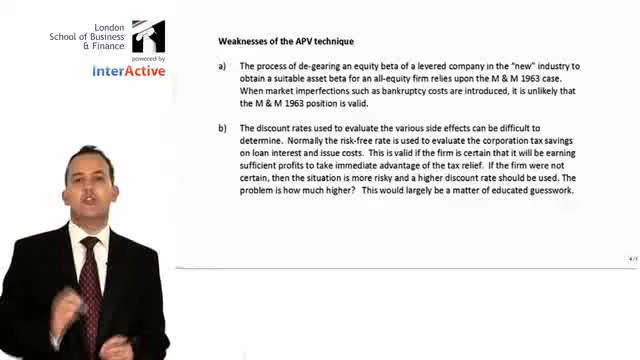 London
School of Business
& Finance
powered by
InterActive
Weaknesses of the APV technique
a) The process of de-gearing an equity beta of a levered company in the "new" industry to
obtain a suitable asset beta for an all-equity firm relies upon the M & M 1963 case.
When market imperfections such as bankruptcy costs are introduced, it is unlikely that
the M & M 1963 position is valid.
b) The discount rates used to evaluate the various side effects can be difficult to
determine. Normally the risk-free rate is used to evaluate the corporation tax savings
on loan interest and issue costs. This is valid if the firm is certain that it will be earning
sufficient profits to take immediate advantage of the tax relief. If the firm were not
certain, then the situation is more risky and a higher discount rate should be used. The
problem is how much higher? This would largely be a matter of educated guesswork.